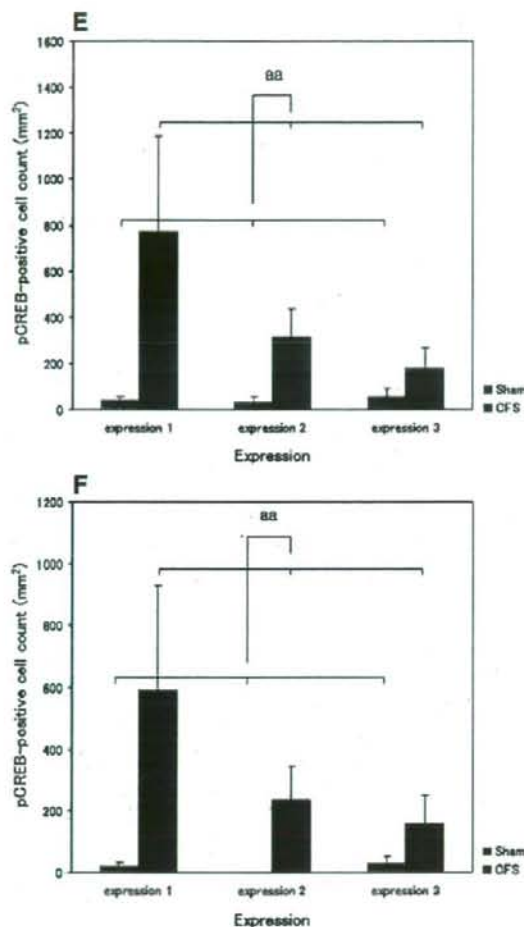 E
pCREB-positive cell count (mm²)
1600
1400
1200
1000
800
600
400
200
0
aa
expression 1 expression 2 expression 3
Expression
Sham
CFS
F
pCREB-positive cell count (mm²)
1200
1000
800
600
400
200
0
aa
expression 1 expression 2 expression 3
Expression
Sham
CFS